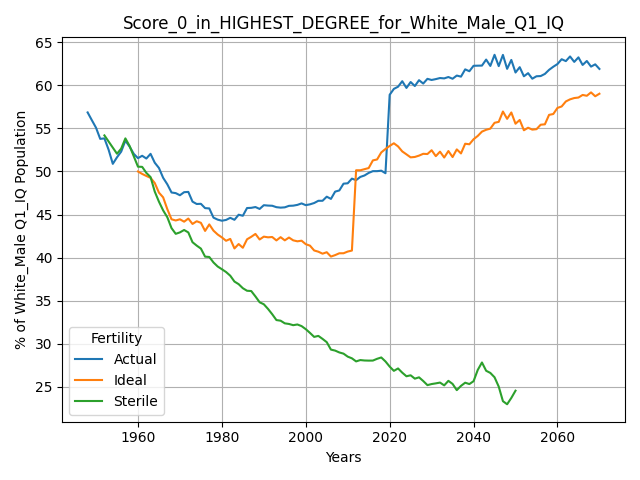 Score_0_in_HIGHEST_DEGREE_for_White_Male_Q1_IQ
% of White_Male Q1_IQ Population
65
60
55
50
45
40
35
30
25
Fertility
Actual
Ideal
Sterile
1960 1980 2000 2020 2040 2060
Years